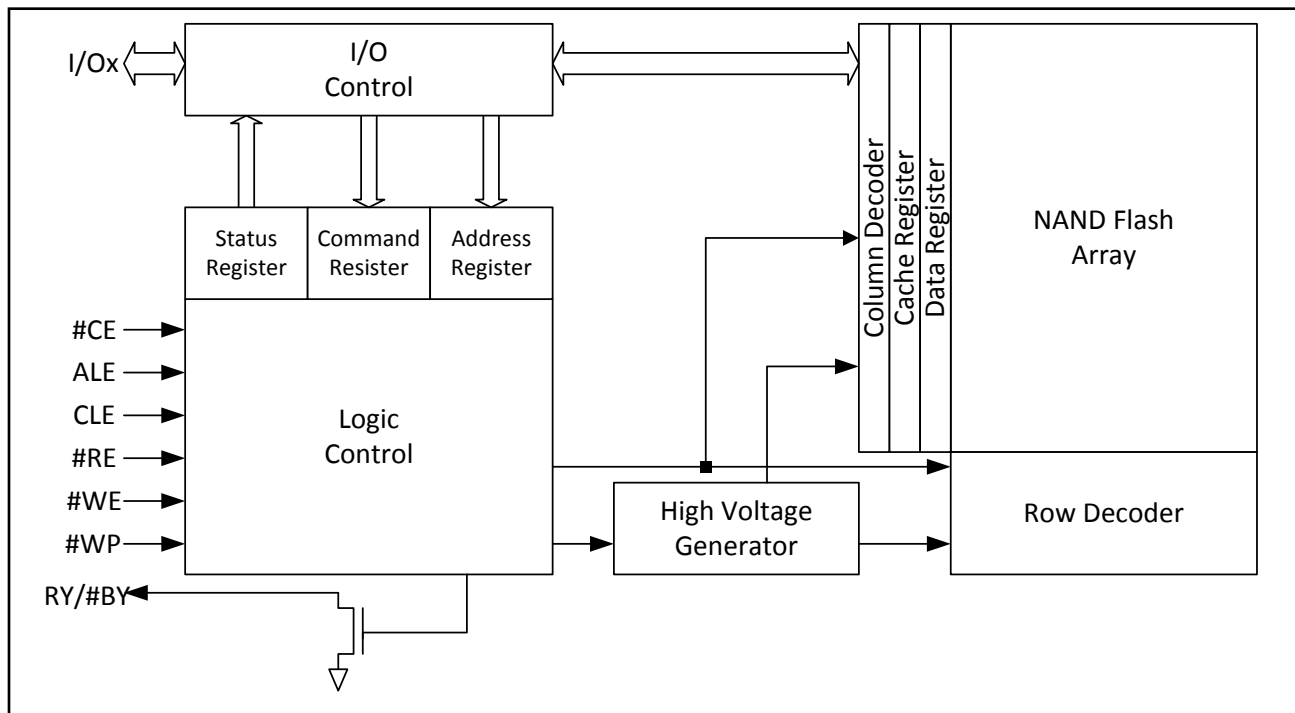 I/Ox
I/O
Control
Status
Register
Command
Resister
Address
Register
#CE
ALE
CLE
#RE
#WE
#WP
RY/#BY
Logic
Control
High Voltage
Generator
Column Decoder
Cache Register
Data Register
NAND Flash
Array
Row Decoder